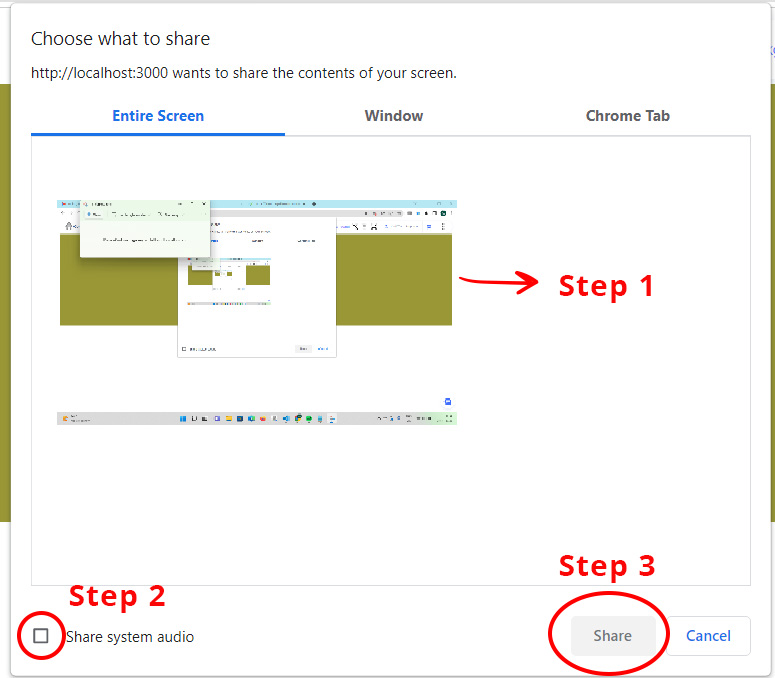 Choose what to share
http://localhost:3000 wants to share the contents of your screen.
Entire Screen
Window
Chrome Tab
Step 1
Step 3
Step 2
Share system audio
Share
Cancel